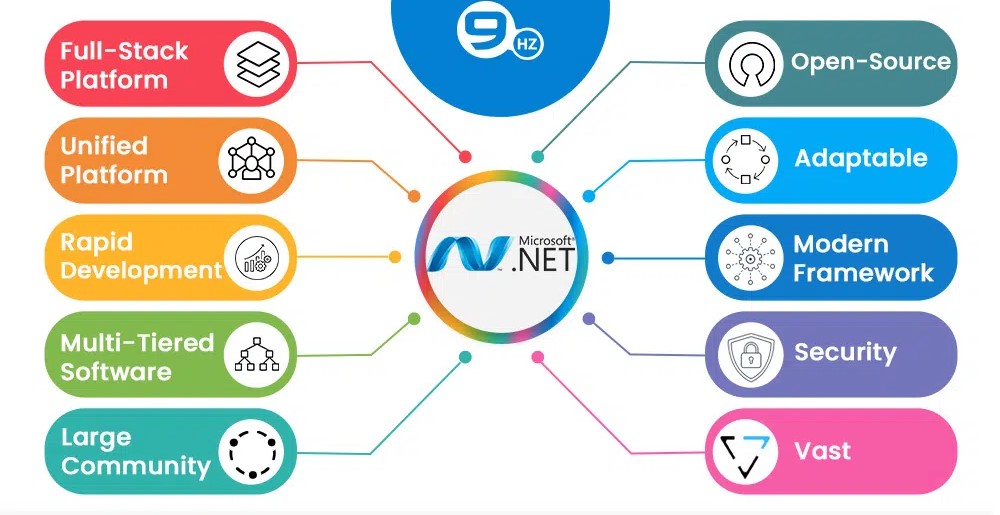 9
HZ
Full-Stack
Platform
Unified
Platform
Rapid
Development
Multi-Tiered
Software
Large
Community
Microsoft®
.NET
™
Open-Source
Adaptable
Modern
Framework
Security
Vast